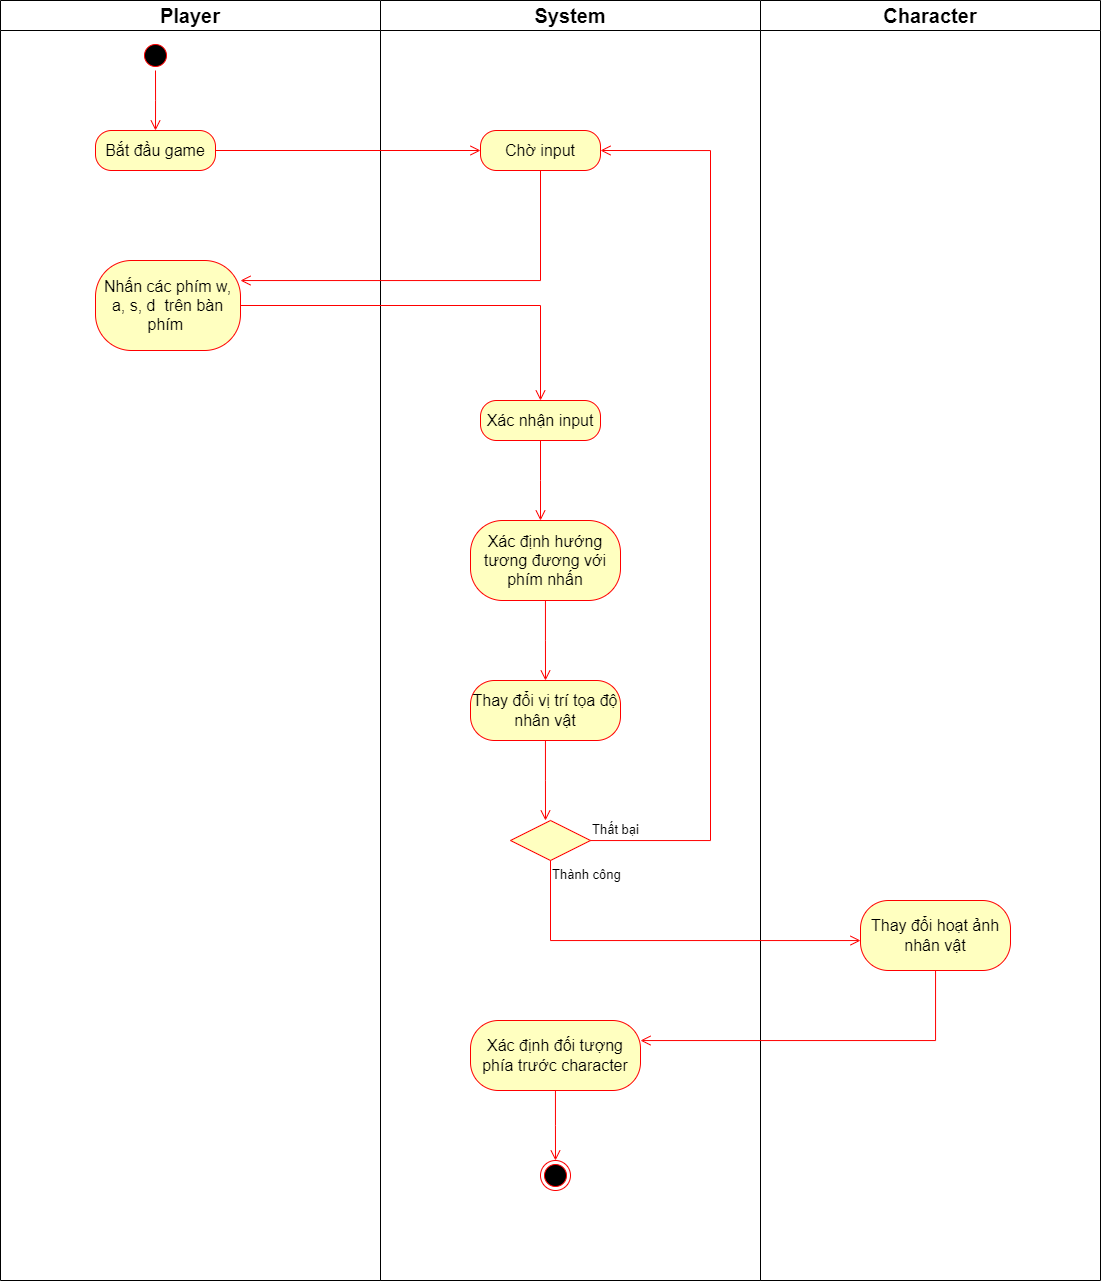 Player
System
Character
Bắt đầu game
Chờ input
Nhấn các phím w,
a, s, d trên bàn
phím
Xác nhận input
Xác định hướng
tương đương với
phím nhấn
Thay đổi vị trí tọa độ
nhân vật
Thất bại
Thành công
Thay đổi hoạt ảnh
nhân vật
Xác định đối tượng
phía trước character